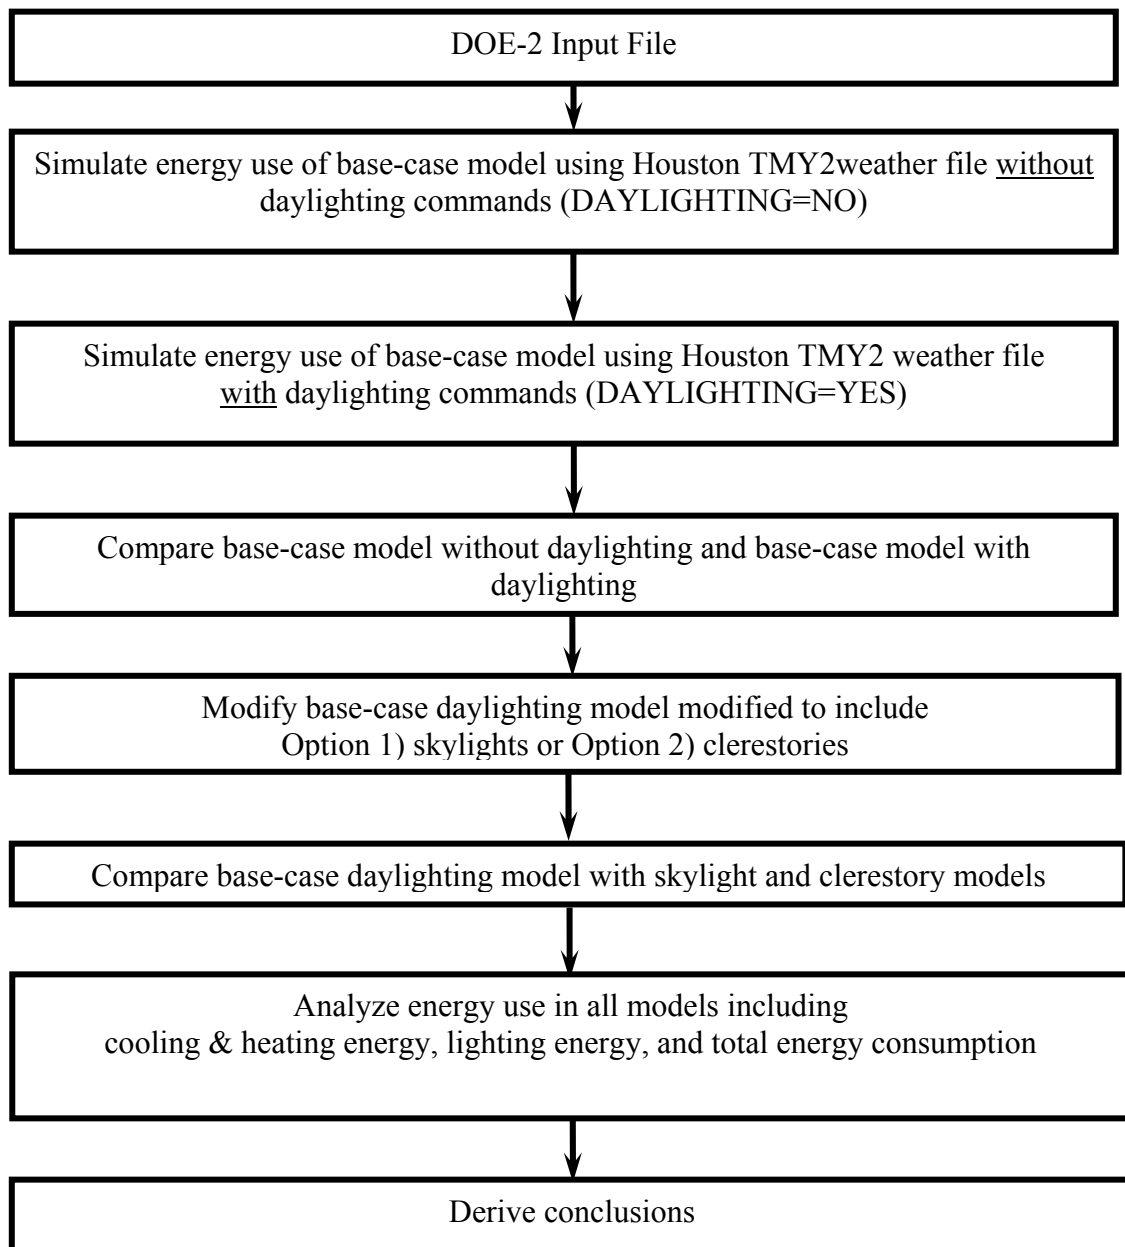 DOE-2 Input File
Simulate energy use of base-case model using Houston TMY2weather file without
daylighting commands (DAYLIGHTING=NO)
Simulate energy use of base-case model using Houston TMY2 weather file
with daylighting commands (DAYLIGHTING=YES)
Compare base-case model without daylighting and base-case model with
daylighting
Modify base-case daylighting model modified to include
Option 1) skylights or Option 2) clerestories
Compare base-case daylighting model with skylight and clerestory models
Analyze energy use in all models including
cooling & heating energy, lighting energy, and total energy consumption
Derive conclusions